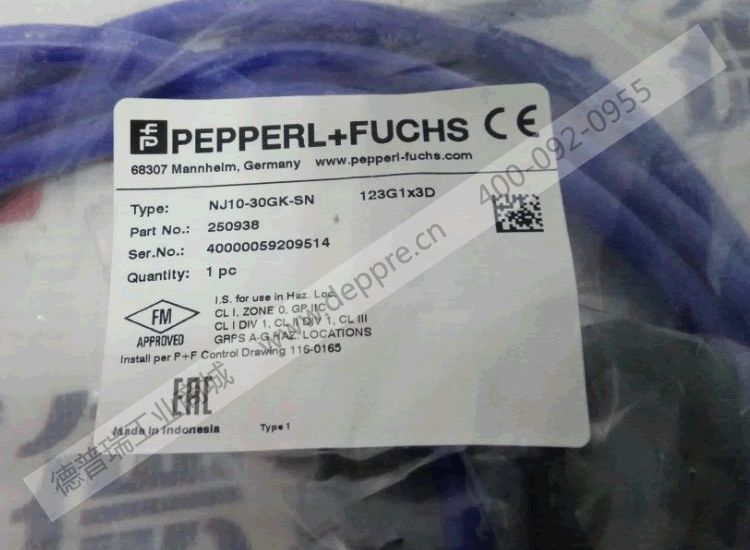 PEPPERL+FUCHS CE
68307 Mannheim, Germany www.pepperl-fuchs.com
Type: NJ10-30GK-SN 123G1x3D
Part No.: 250938
Ser.No.: 40000059209514
Quantity: 1 pc
FM
APPROVED
I.S. for use in Haz. Loc.
CL I, ZONE 0, GP IIC
CL I DIV 1, CL II DIV 1, CL III
GRPS A-G HAZ. LOCATIONS
Install per P+F Control Drawing 116-0165
EAC
Made in Indonesia Type 1
德普瑞工业商城 www.deppre.cn 400-092-0955